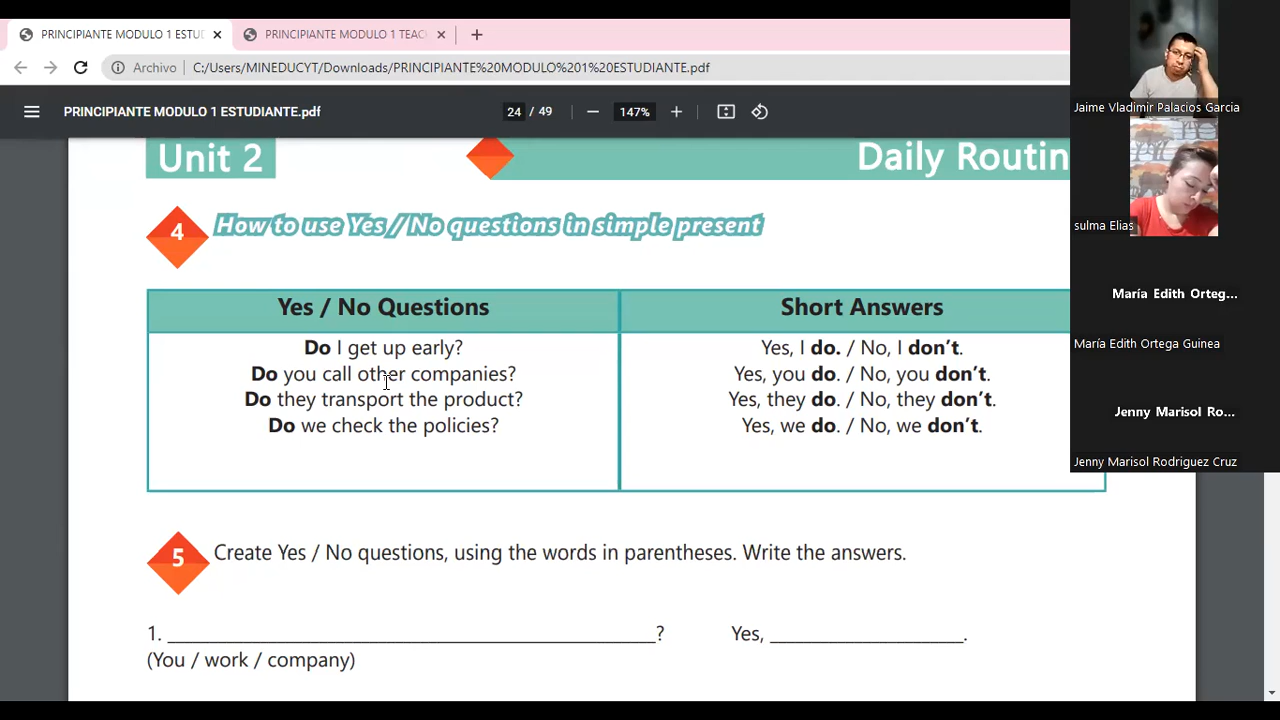 PRINCIPIANTE MODULO 1 ESTUD
PRINCIPIANTE MODULO 1 TEAC
Archivo
C:/Users/MINEDUCYT/Downloads/PRINCIPIANTE%20MODULO%201%20ESTUDIANTE.pdf
PRINCIPIANTE MODULO 1 ESTUDIANTE.pdf
24 / 49
147%
Unit 2
Daily Routin
4
How to use Yes / No questions in simple present
Yes / No Questions
Short Answers
Do I get up early?
Yes, I do. / No, I don't.
Do you call other companies?
Yes, you do. / No, you don't.
Do they transport the product?
Yes, they do. / No, they don't.
Do we check the policies?
Yes, we do. / No, we don't.
5
Create Yes / No questions, using the words in parentheses. Write the answers.
1. ________________________________________?
Yes, __________________.
(You / work / company)
Jaime Vladimir Palacios Garcia
sulma Elias
María Edith Orteg...
María Edith Ortega Guinea
Jenny Marisol Ro...
Jenny Marisol Rodriguez Cruz